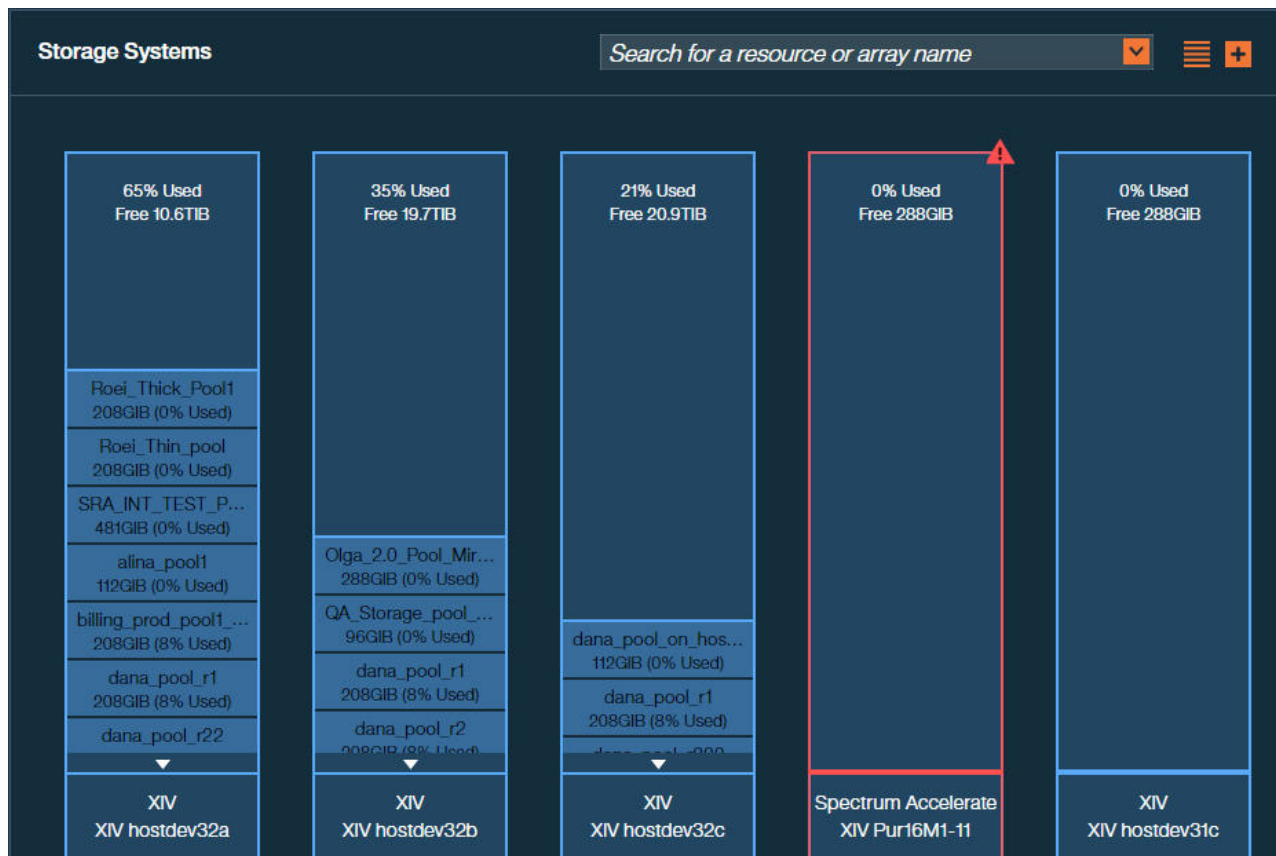 Storage Systems
Search for a resource or array name
65% Used
Free 10.6TIB
Roei_Thick_Pool1
208GIB (0% Used)
Roei_Thin_pool
208GIB (0% Used)
SRA_INT_TEST_P...
481GIB (0% Used)
alina_pool1
112GIB (0% Used)
billing_prod_pool1_...
208GIB (8% Used)
dana_pool_r1
208GIB (8% Used)
dana_pool_r22
XIV
XIV hostdev32a
35% Used
Free 19.7TIB
Olga_2.0_Pool_Mir...
288GIB (0% Used)
QA_Storage_pool_...
96GIB (0% Used)
dana_pool_r1
208GIB (8% Used)
dana_pool_r2
208GIB (8% Used)
XIV
XIV hostdev32b
21% Used
Free 20.9TIB
dana_pool_on_hos...
112GIB (0% Used)
dana_pool_r1
208GIB (8% Used)
XIV
XIV hostdev32c
0% Used
Free 288GIB
Spectrum Accelerate
XIV Pur16M1-11
0% Used
Free 288GIB
XIV
XIV hostdev31c